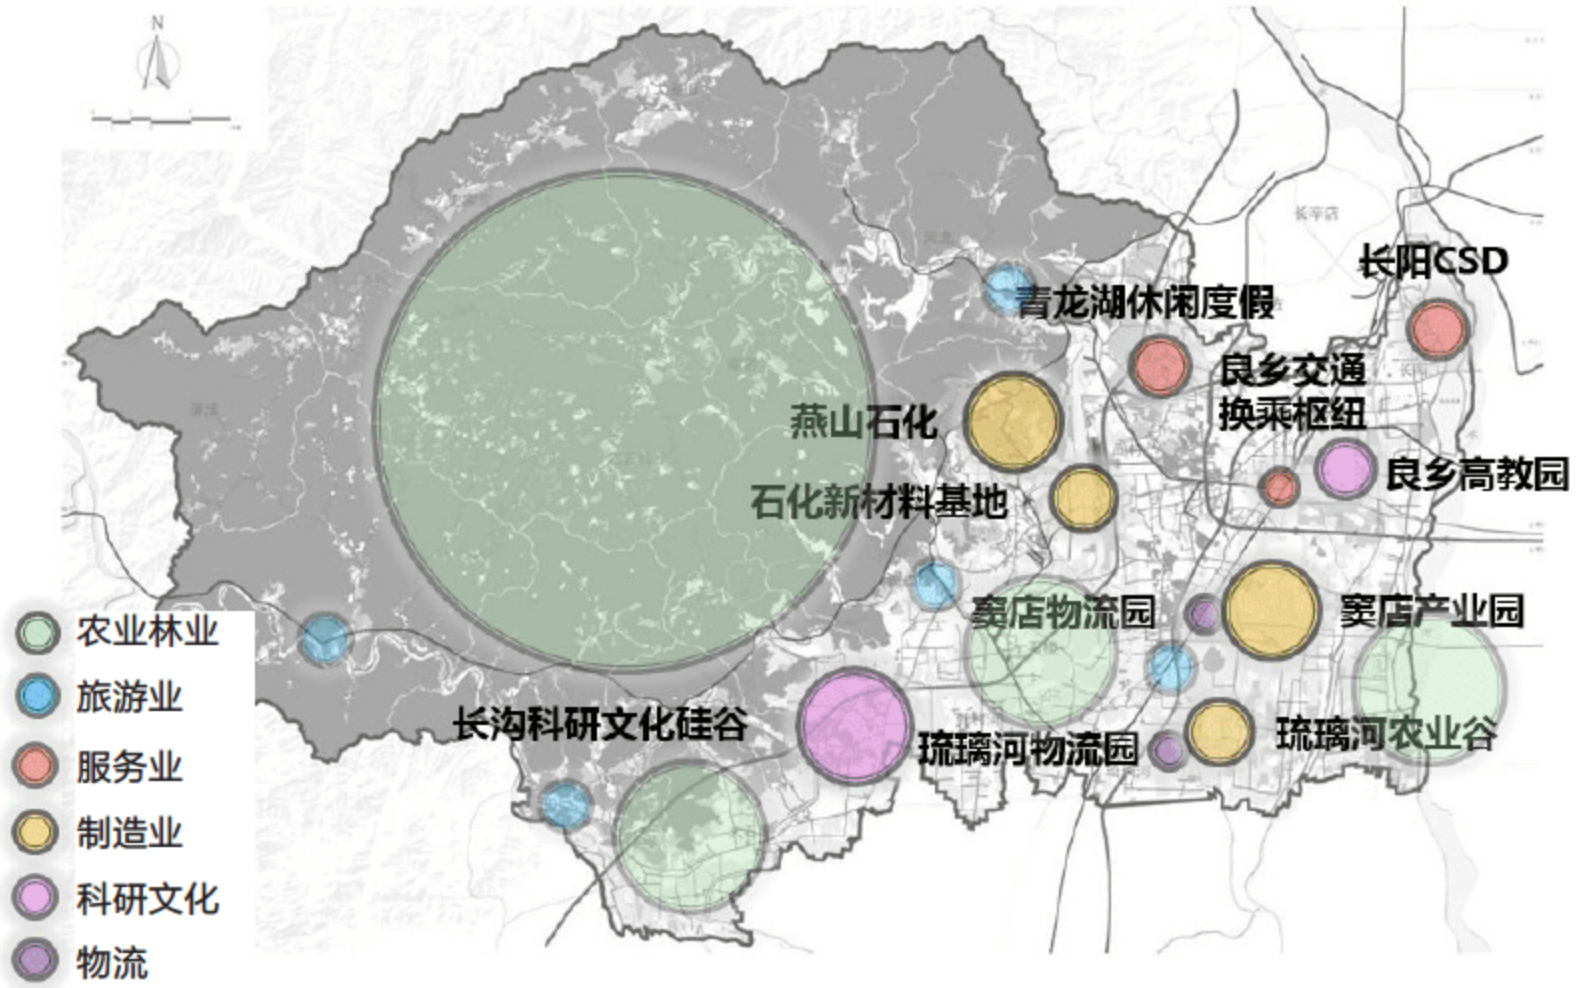 N
长辛店
长阳CSD
青龙湖休闲度假
良乡交通
换乘枢纽
燕山石化
良乡高教园
石化新材料基地
窦店物流园
窦店产业园
长沟科研文化硅谷
琉璃河物流园
琉璃河农业谷
农业林业
旅游业
服务业
制造业
科研文化
物流